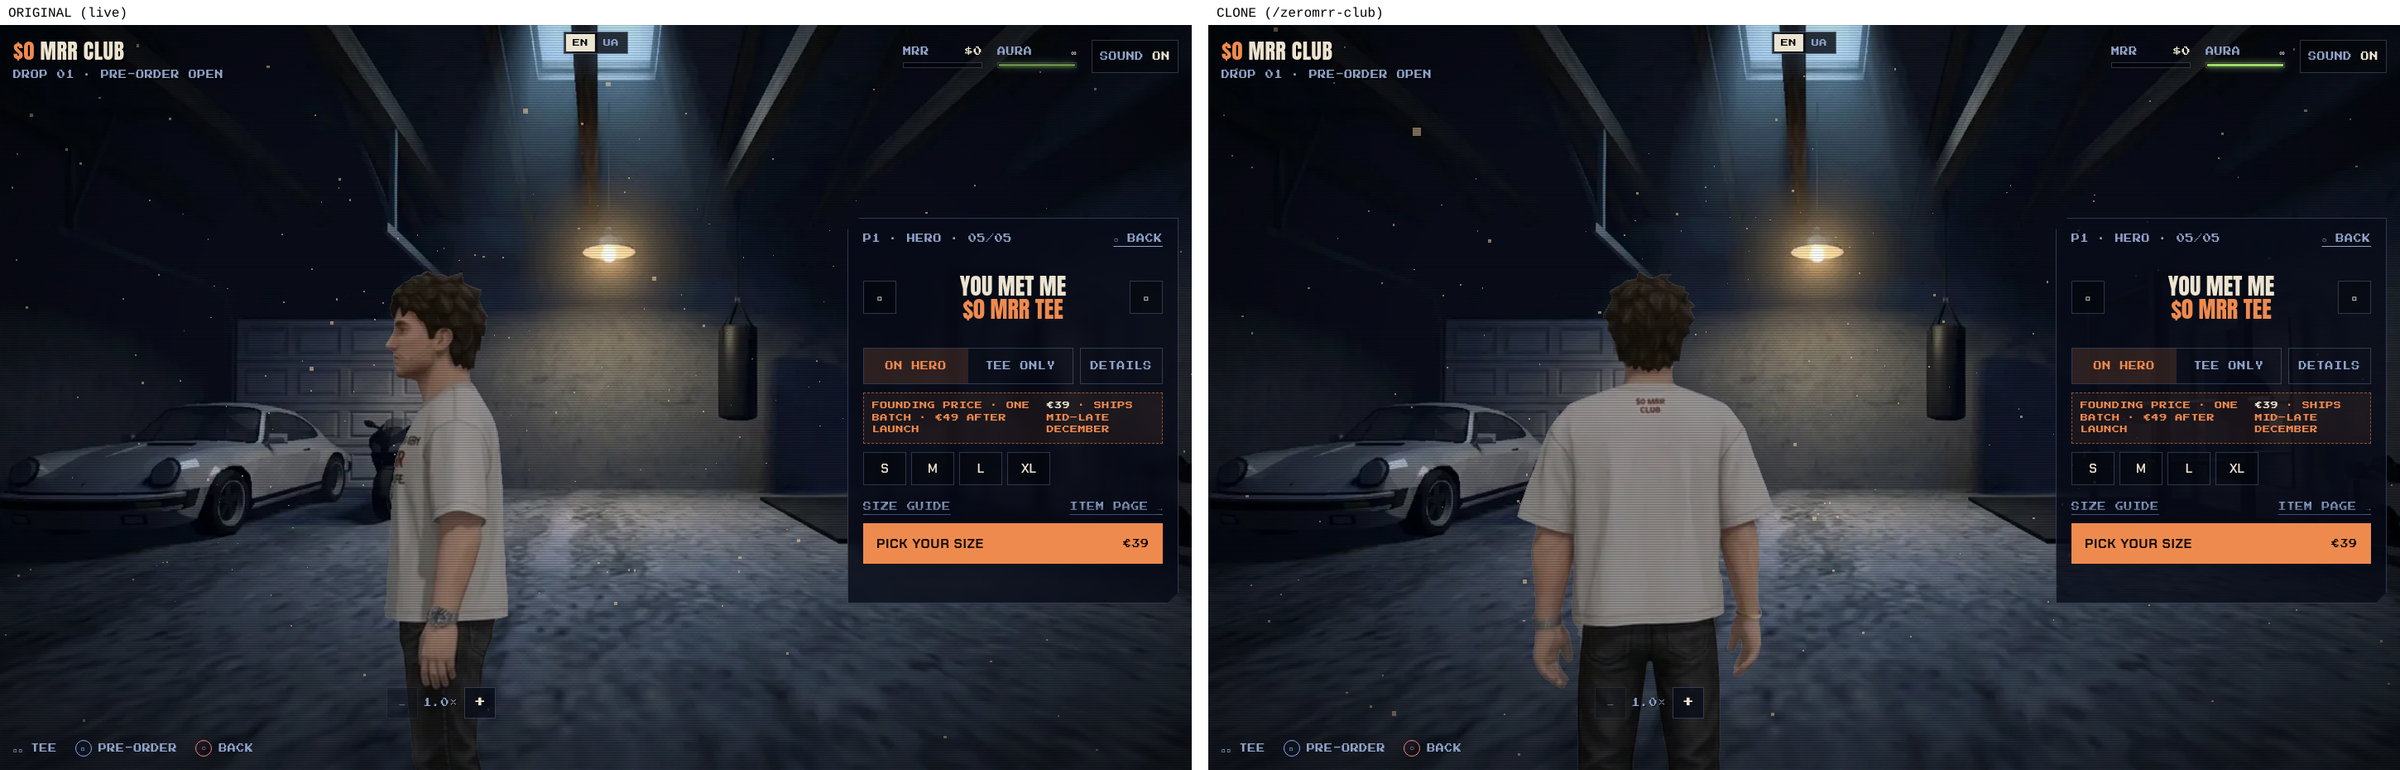 ORIGINAL (live)
$0 MRR CLUB
DROP 01 · PRE-ORDER OPEN
EN UA
MRR $0 AURA ∞
SOUND ON
P1 · HERO · 05/05
BACK
YOU MET ME
$0 MRR TEE
ON HERO TEE ONLY DETAILS
FOUNDING PRICE · ONE
BATCH · €49 AFTER
LAUNCH
€39 · SHIPS
MID-LATE
DECEMBER
S M L XL
SIZE GUIDE ITEM PAGE
PICK YOUR SIZE €39
– 1.0× +
TEE PRE-ORDER BACK
CLONE (/zeromrr-club)
$0 MRR CLUB
DROP 01 · PRE-ORDER OPEN
EN UA
MRR $0 AURA ∞
SOUND ON
P1 · HERO · 05/05
BACK
YOU MET ME
$0 MRR TEE
ON HERO TEE ONLY DETAILS
FOUNDING PRICE · ONE
BATCH · €49 AFTER
LAUNCH
€39 · SHIPS
MID-LATE
DECEMBER
$0 MRR
CLUB
S M L XL
SIZE GUIDE ITEM PAGE
PICK YOUR SIZE €39
– 1.0× +
TEE PRE-ORDER BACK